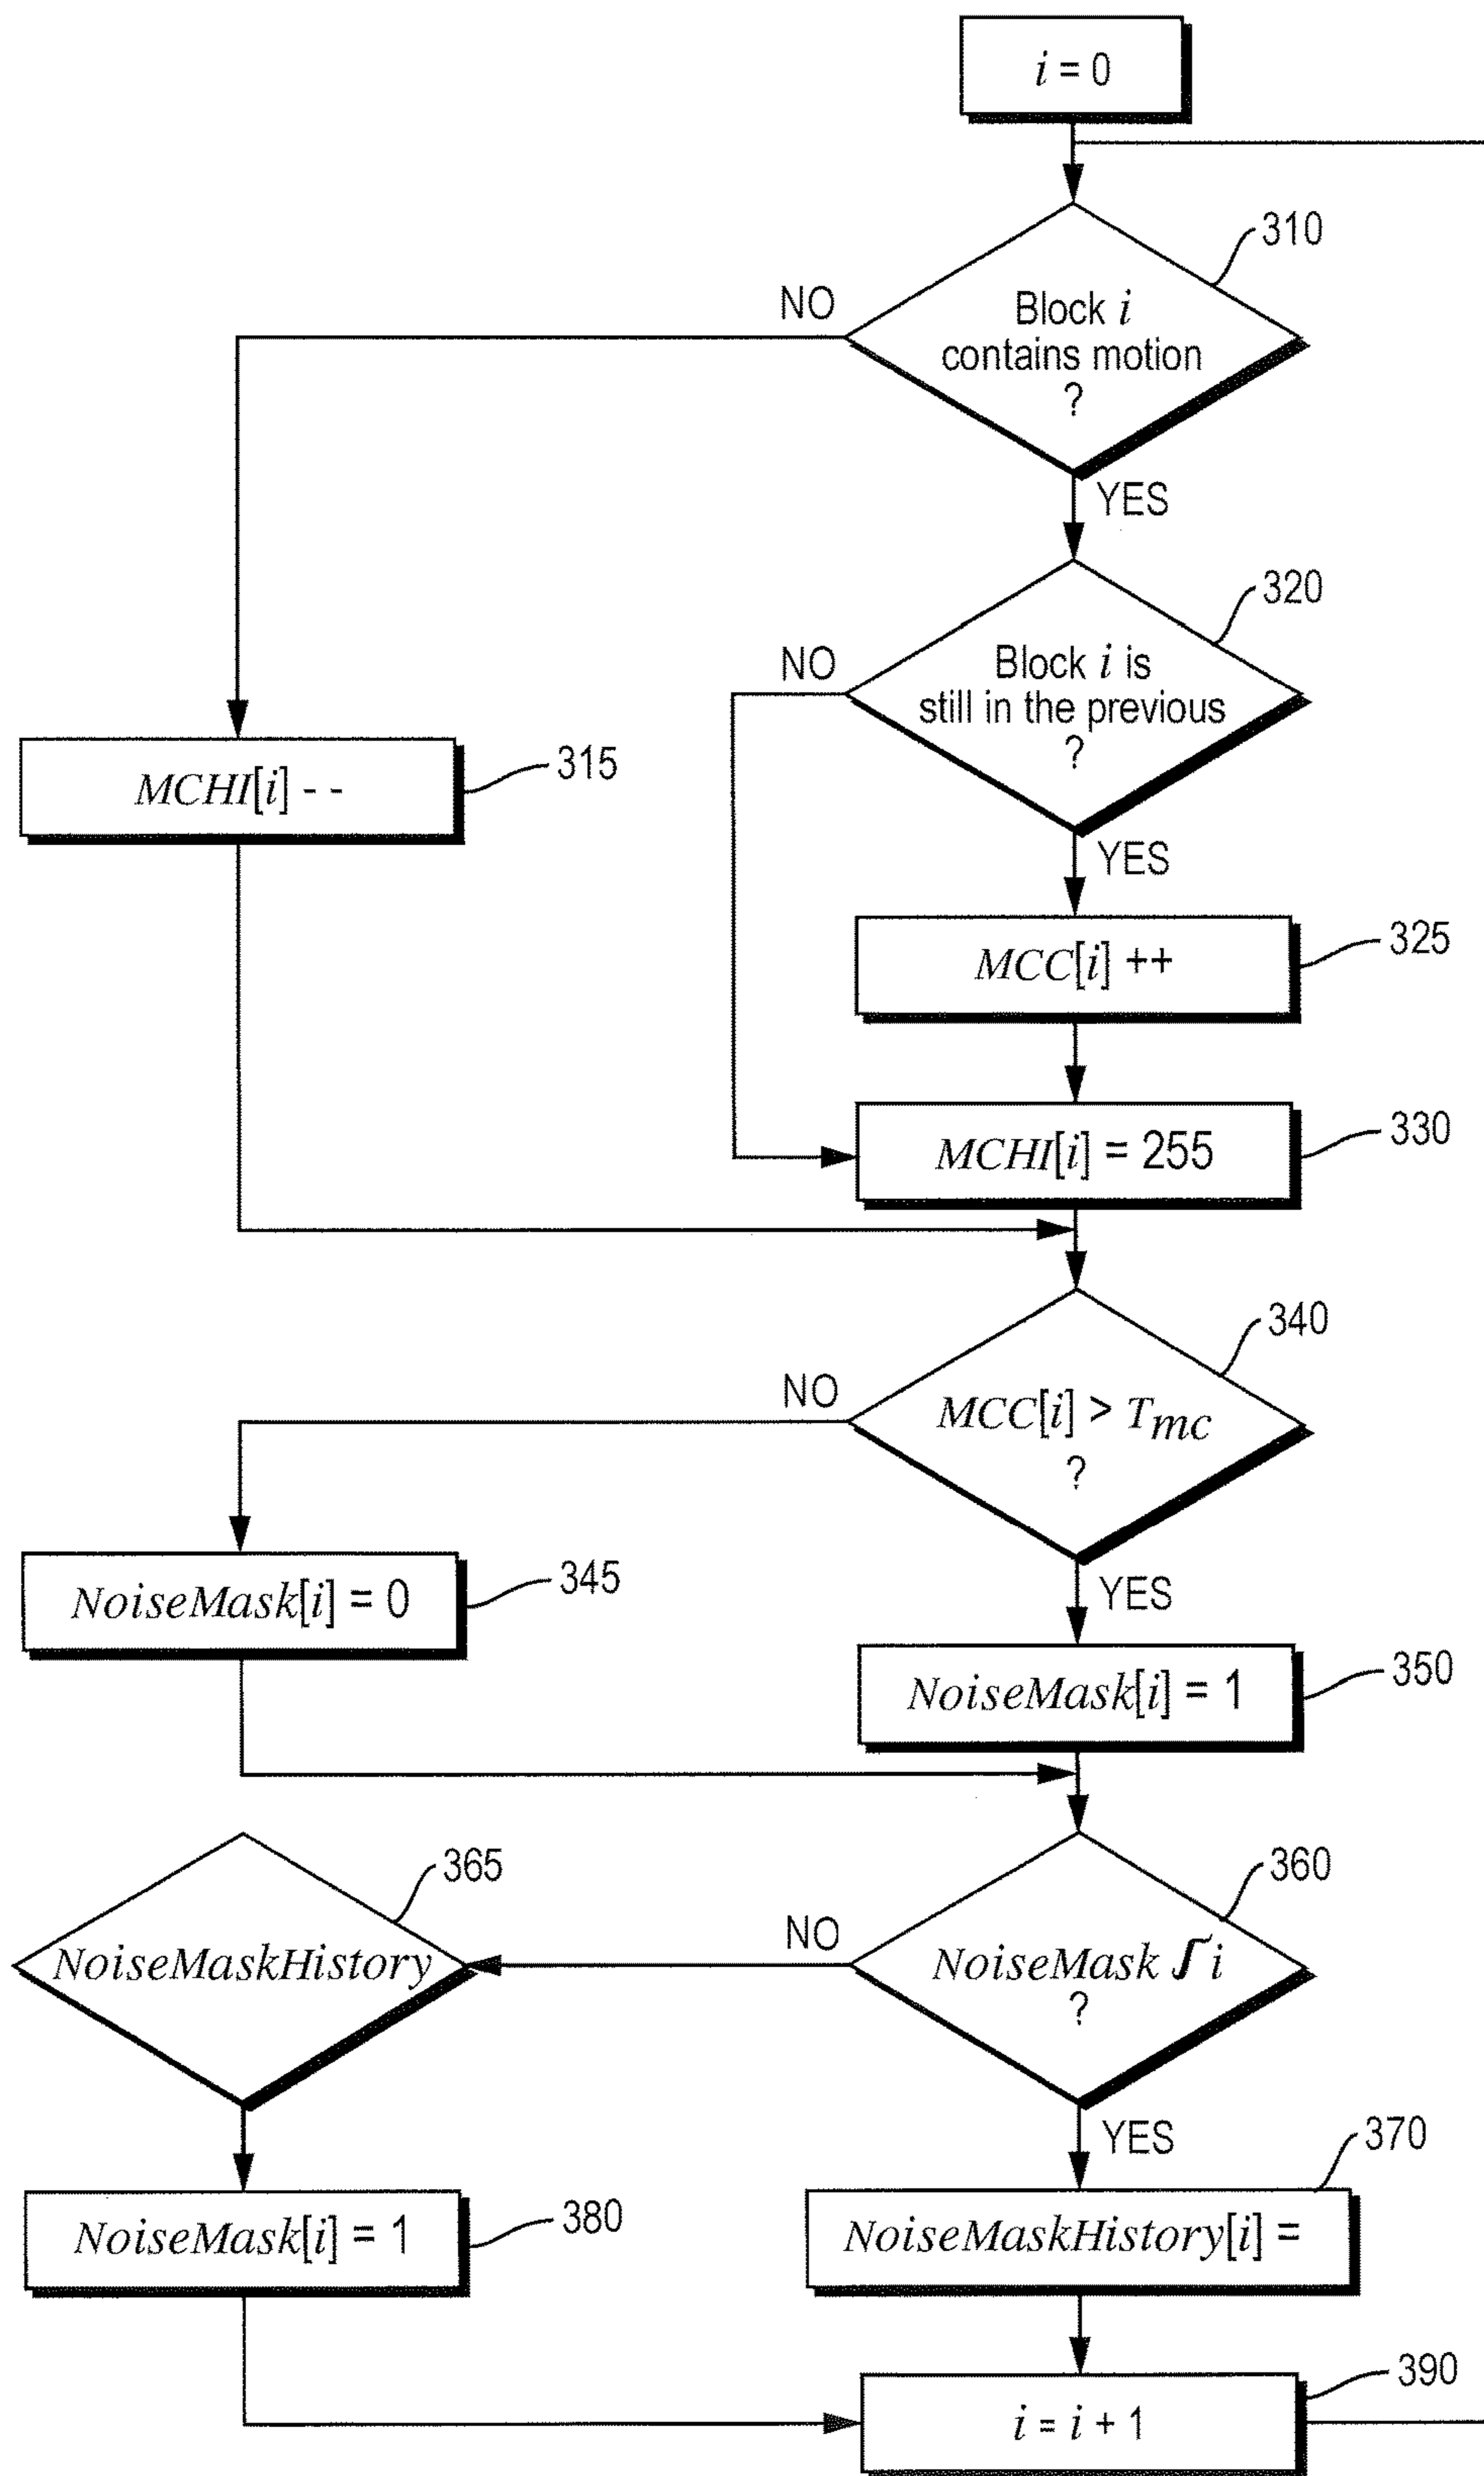 i = 0
310
NO
Block i
contains motion
?
YES
320
NO
Block i is
still in the previous
?
315
MCHI[i] - -
YES
325
MCC[i] ++
330
MCHI[i] = 255
340
NO
MCC[i] > Tmc
?
345
NoiseMask[i] = 0
YES
350
NoiseMask[i] = 1
365
360
NoiseMaskHistory
NO
NoiseMask ∫ i
?
YES
370
380
NoiseMask[i] = 1
NoiseMaskHistory[i] =
390
i = i + 1